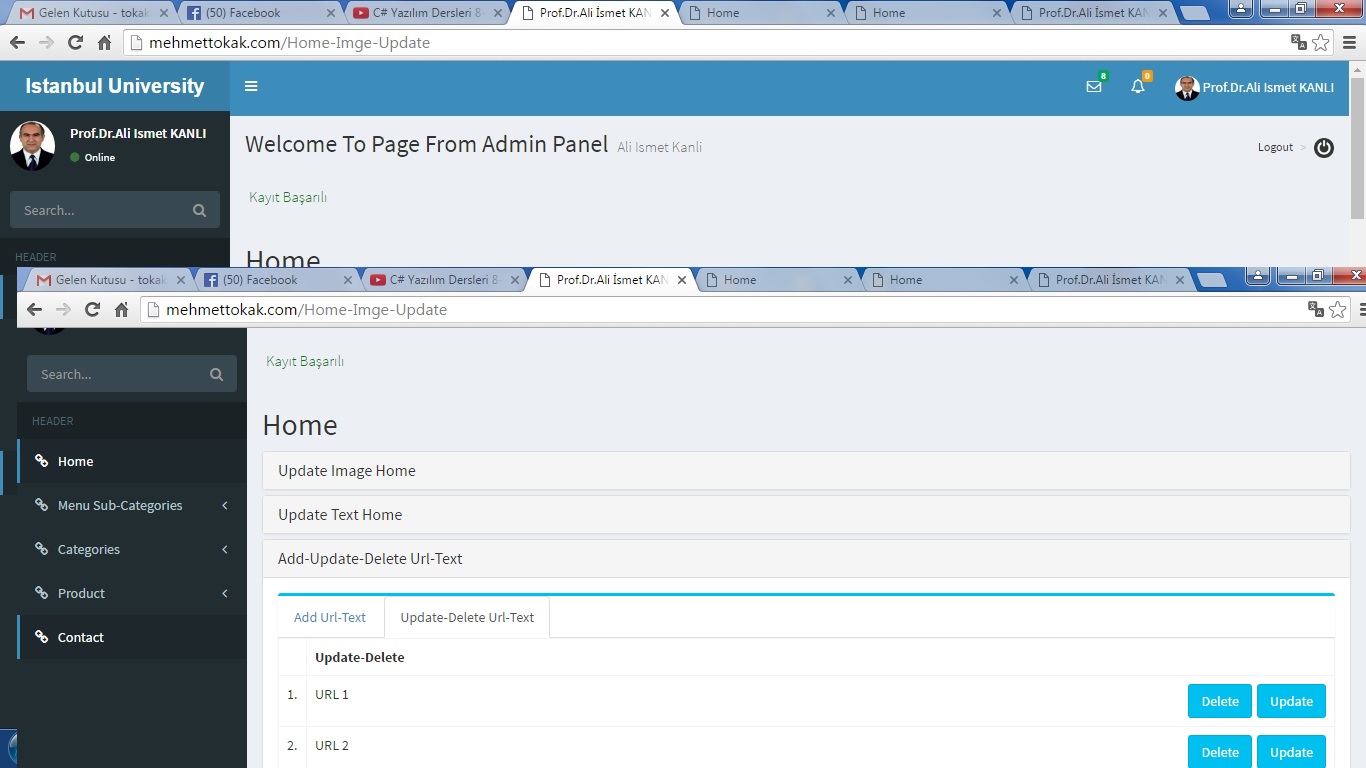 Gelen Kutusu - tokak
(50) Facebook
C# Yazılım Dersleri 8-
Prof.Dr.Ali İsmet KAN
Home
Home
Prof.Dr.Ali İsmet KAN
mehmettokak.com/Home-Imge-Update
Istanbul University
8
0
Prof.Dr.Ali Ismet KANLI
Prof.Dr.Ali Ismet KANLI
Online
Welcome To Page From Admin Panel Ali Ismet Kanli
Logout >
Search...
Kayıt Başarılı
HEADER
Home
Gelen Kutusu - tokak
(50) Facebook
C# Yazılım Dersleri 8-
Prof.Dr.Ali İsmet KAN
Home
Home
Prof.Dr.Ali İsmet KAN
mehmettokak.com/Home-Imge-Update
Search...
Kayıt Başarılı
HEADER
Home
Menu Sub-Categories
Categories
Product
Contact
Home
Update Image Home
Update Text Home
Add-Update-Delete Url-Text
Add Url-Text
Update-Delete Url-Text
Update-Delete
1. URL 1 Delete Update
2. URL 2 Delete Update